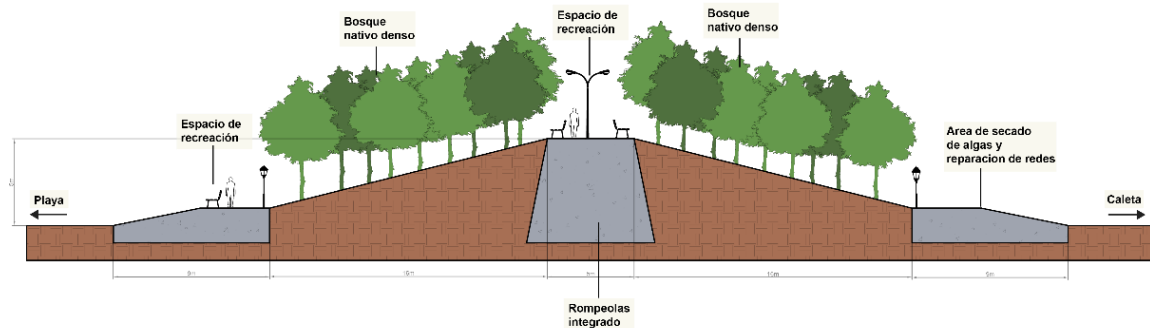 Bosque
nativo denso
Espacio de
recreación
Bosque
nativo denso
Espacio de
recreación
Area de secado
de algas y
reparacion de redes
Playa
Caleta
Rompeolas
integrado